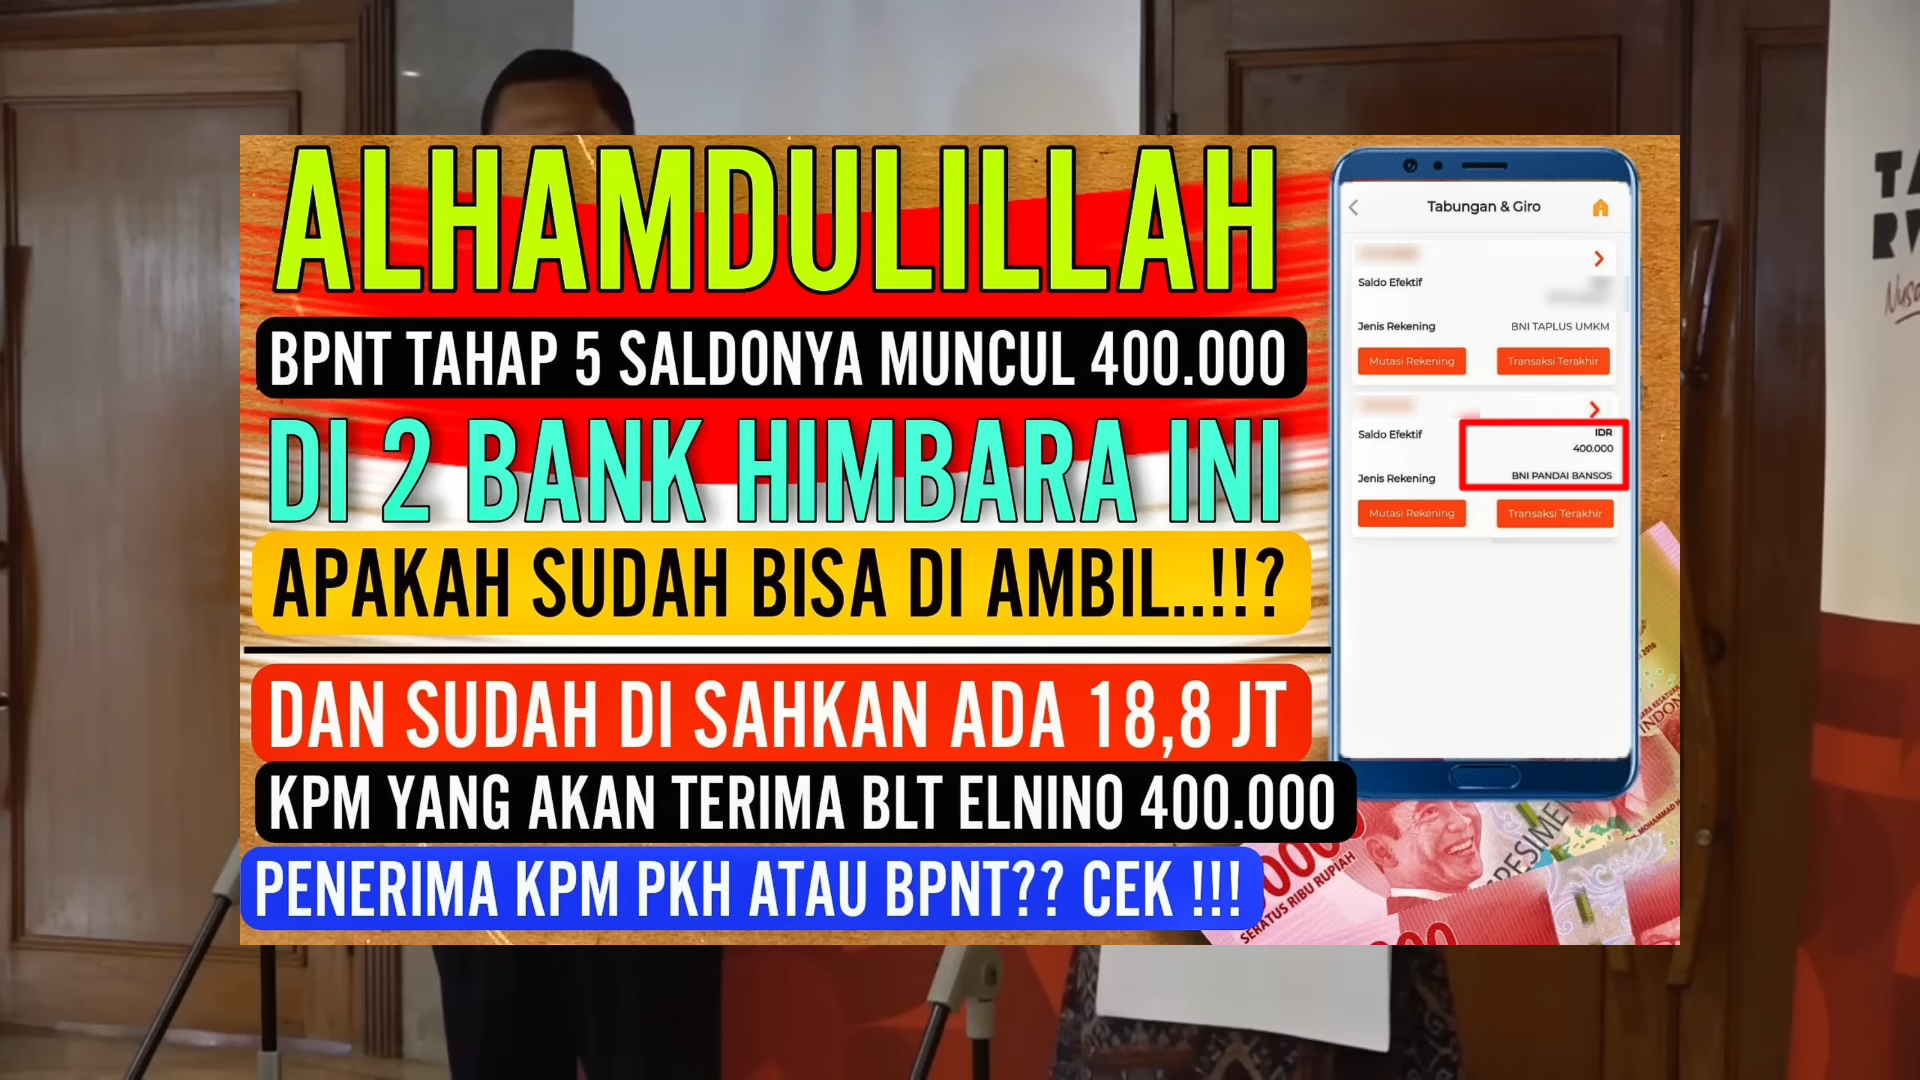 ALHAMDULILLAH
BPNT TAHAP 5 SALDONYA MUNCUL 400.000
DI 2 BANK HIMBARA INI
APAKAH SUDAH BISA DI AMBIL..!!?
DAN SUDAH DI SAHKAN ADA 18,8 JT
KPM YANG AKAN TERIMA BLT ELNINO 400.000
PENERIMA KPM PKH ATAU BPNT?? CEK !!!
Tabungan & Giro
Saldo Efektif
Jenis Rekening BNI TAPLUS UMKM
Mutasi Rekening Transaksi Terakhir
Saldo Efektif IDR
400.000
Jenis Rekening BNI PANDAI BANSOS
Mutasi Rekening Transaksi Terakhir
SERATUS RIBU RUPIAH
SPESIMEN
2016